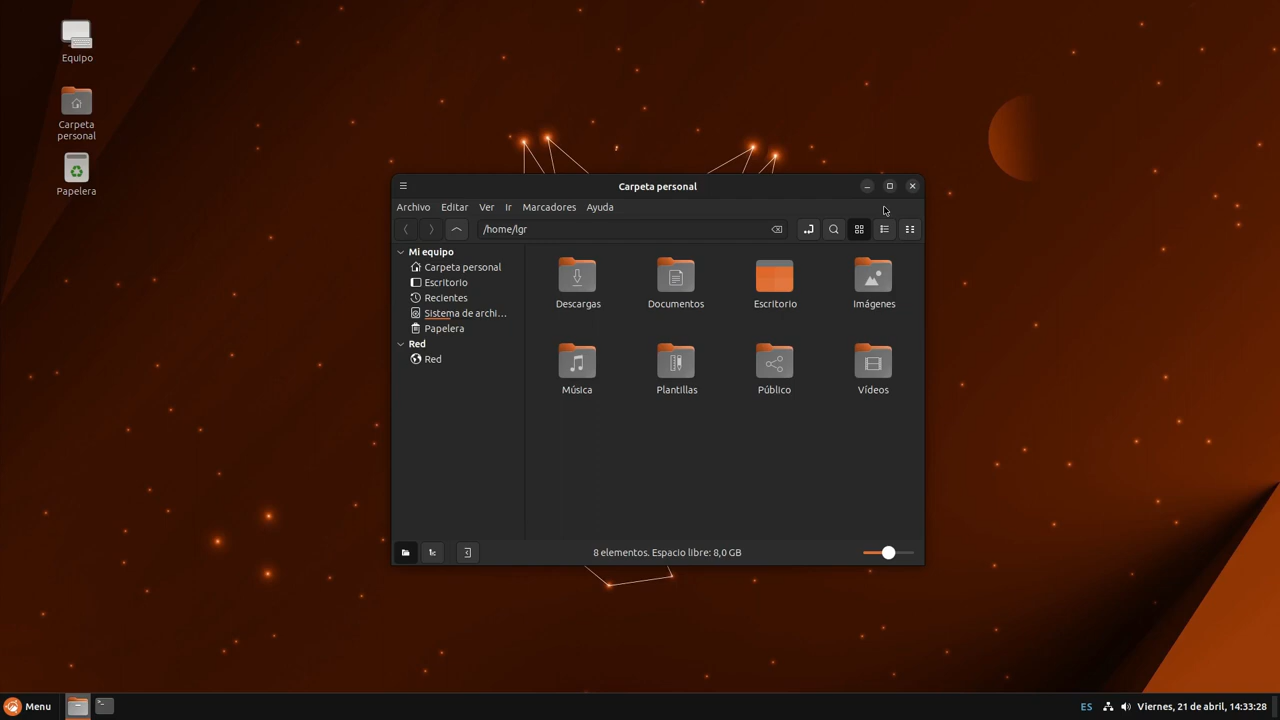 Equipo
Carpeta
personal
Papelera
Carpeta personal
Archivo Editar Ver Ir Marcadores Ayuda
/home/lgr
Mi equipo
Carpeta personal
Escritorio
Recientes
Sistema de archi...
Papelera
Red
Red
Descargas Documentos Escritorio Imágenes
Música Plantillas Público Vídeos
8 elementos. Espacio libre: 8,0 GB
Menu ES Viernes, 21 de abril, 14:33:28